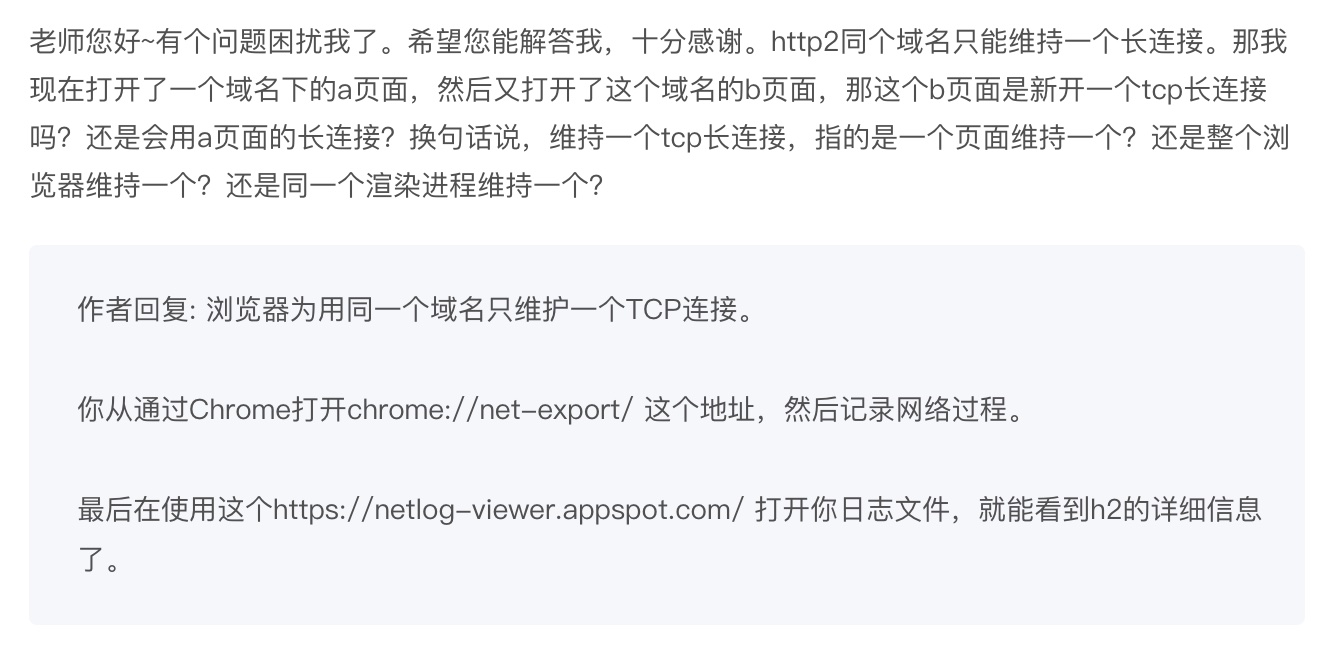 老师您好~有个问题困扰我了。希望您能解答我，十分感谢。http2同个域名只能维持一个长连接。那我
现在打开了一个域名下的a页面，然后又打开了这个域名的b页面，那这个b页面是新开一个tcp长连接
吗？还是会用a页面的长连接？换句话说，维持一个tcp长连接，指的是一个页面维持一个？还是整个浏
览器维持一个？还是同一个渲染进程维持一个？
作者回复: 浏览器为用同一个域名只维护一个TCP连接。
你从通过Chrome打开chrome://net-export/ 这个地址，然后记录网络过程。
最后在使用这个https://netlog-viewer.appspot.com/ 打开你日志文件，就能看到h2的详细信息
了。